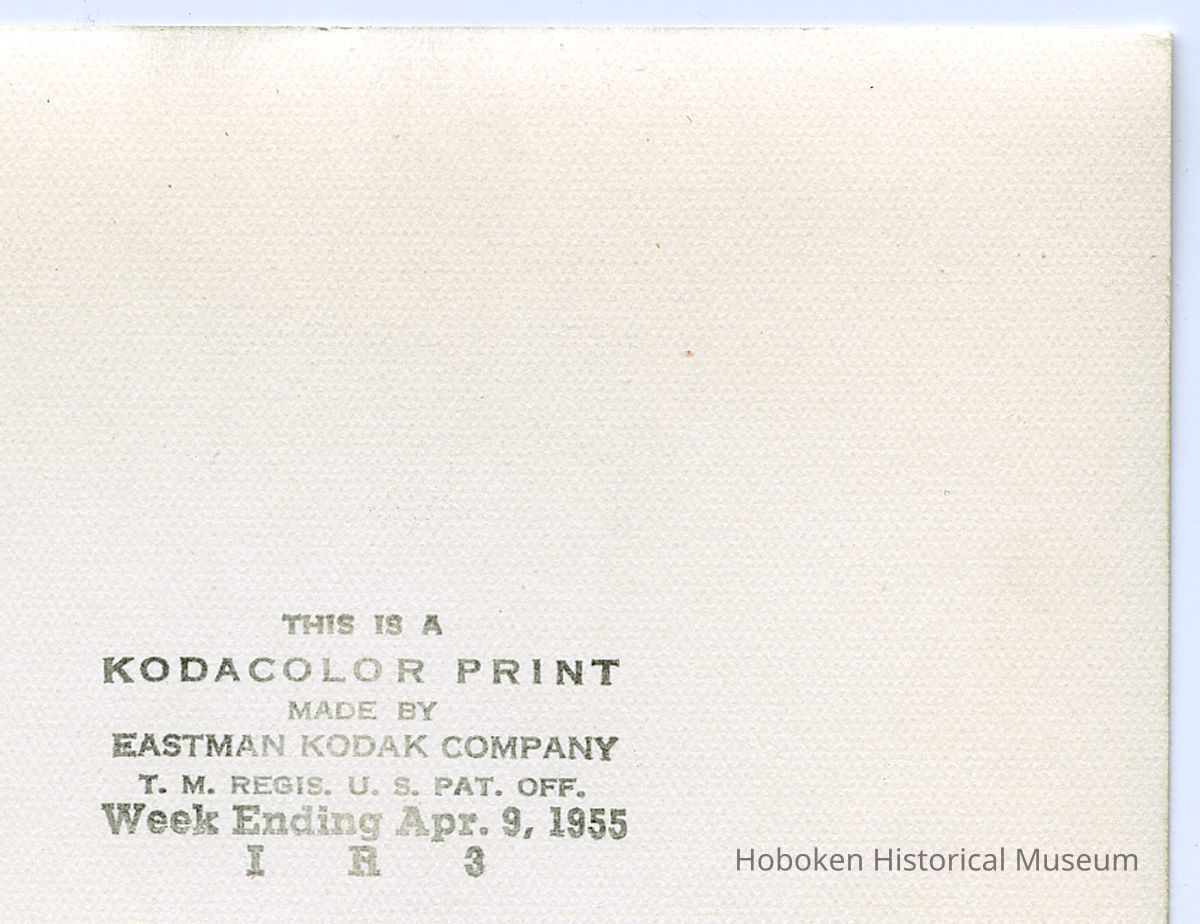 THIS IS A
KODACOLOR PRINT
MADE BY
EASTMAN KODAK COMPANY
T. M. REGIS. U. S. PAT. OFF.
Week Ending Apr. 9, 1955
I R 3
Hoboken Historical Museum